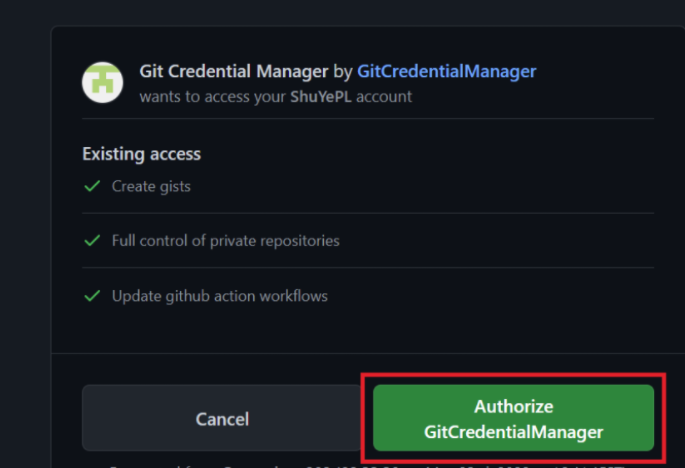 Git Credential Manager by GitCredentialManager
wants to access your ShuYePL account
Existing access
Create gists
Full control of private repositories
Update github action workflows
Cancel
Authorize
GitCredentialManager